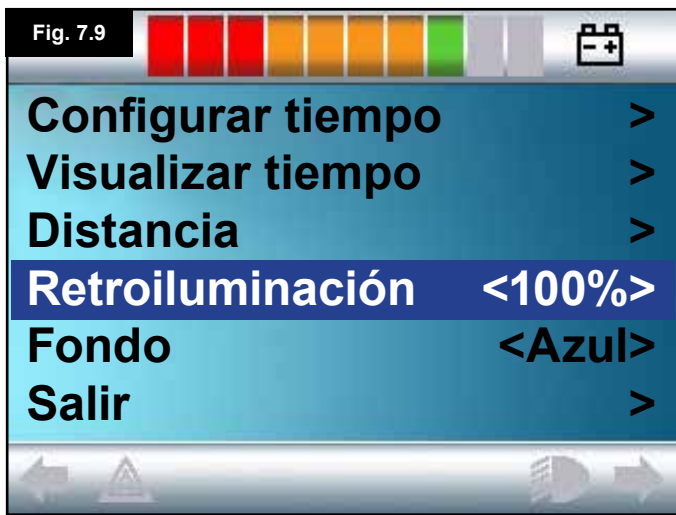 Fig. 7.9
Configurar tiempo >
Visualizar tiempo >
Distancia >
Retroiluminación <100%>
Fondo <Azul>
Salir >